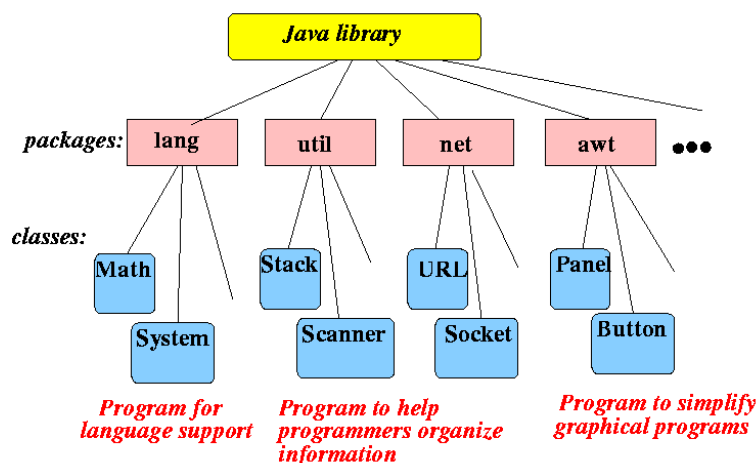 Java library
packages: lang util net awt
classes:
Math Stack URL Panel
System Scanner Socket Button
Program for
language support
Program to help
programmers organize
information
Program to simplify
graphical programs